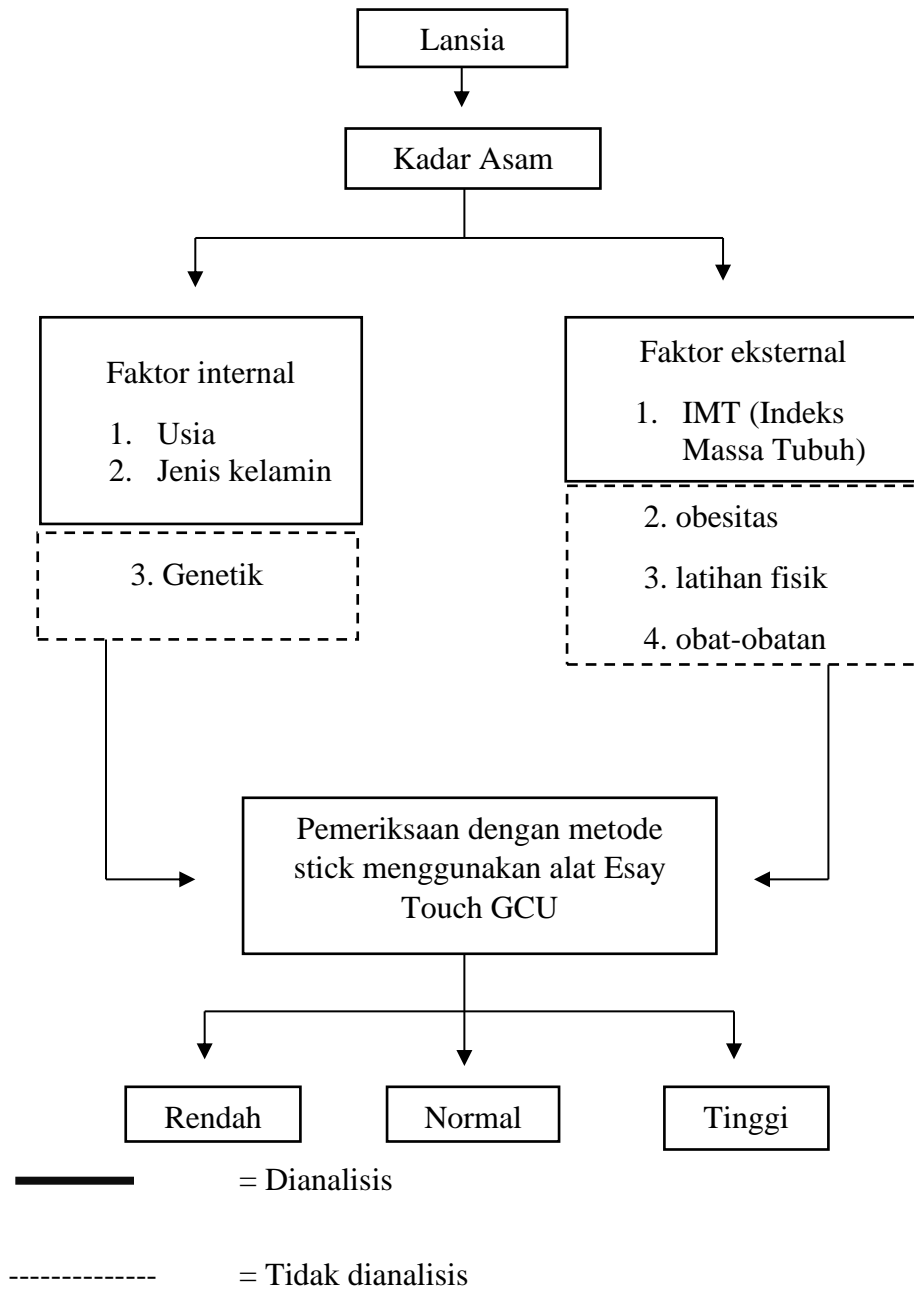 Lansia
Kadar Asam
Faktor internal
1. Usia
2. Jenis kelamin
3. Genetik
Faktor eksternal
1. IMT (Indeks
Massa Tubuh)
2. obesitas
3. latihan fisik
4. obat-obatan
Pemeriksaan dengan metode
stick menggunakan alat Esay
Touch GCU
Rendah
Normal
Tinggi
= Dianalisis
= Tidak dianalisis